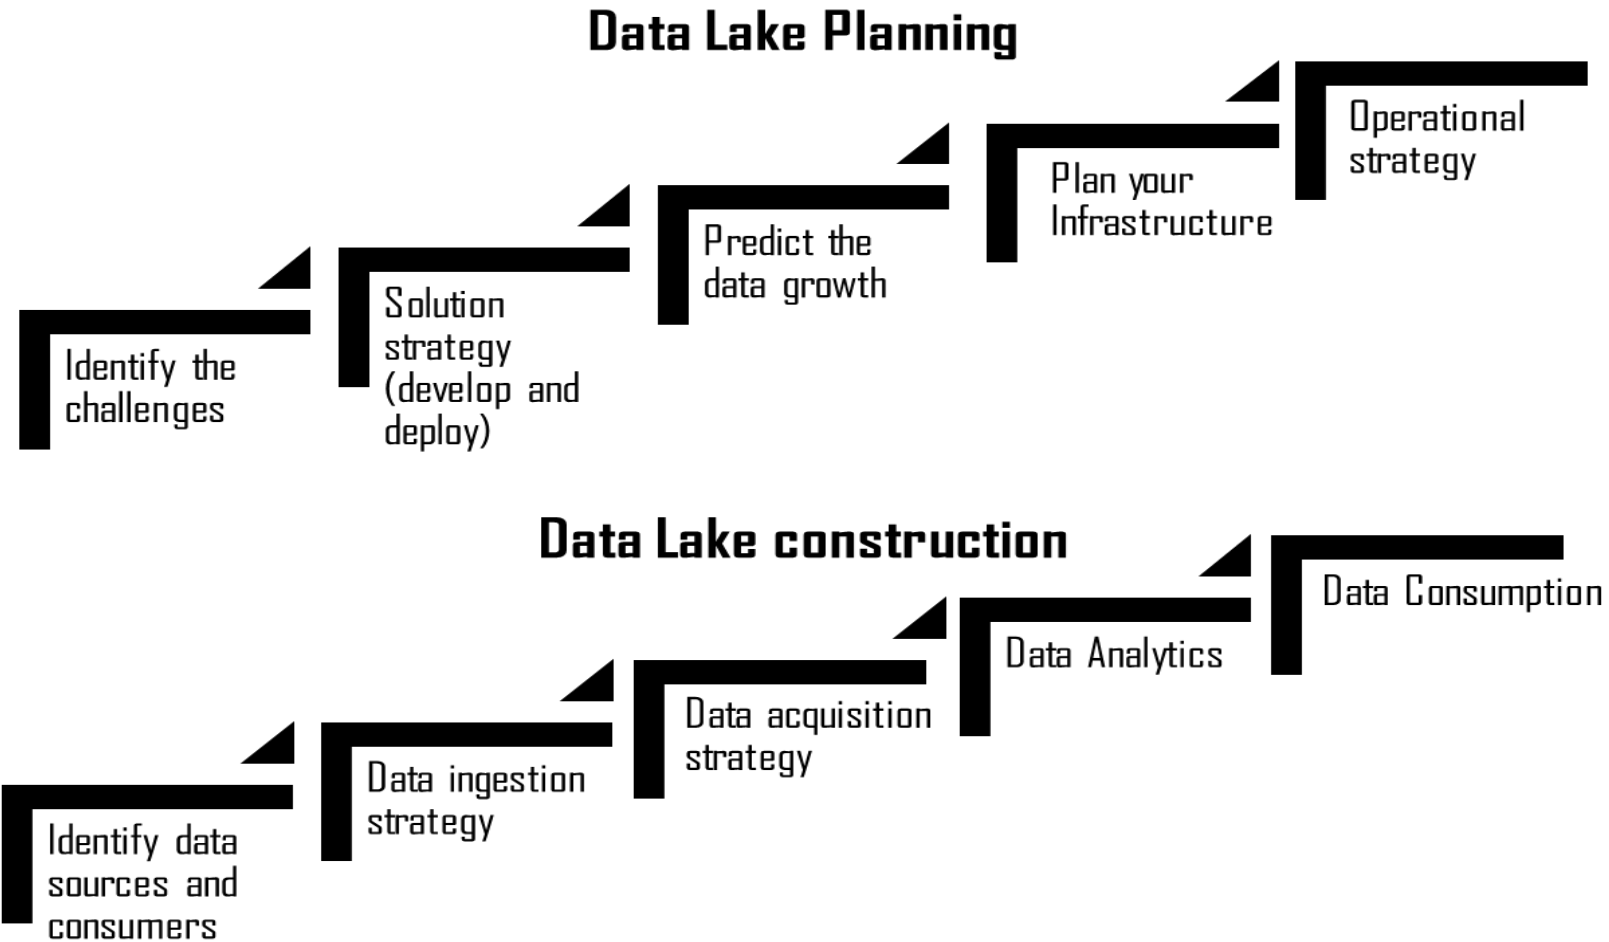 Data Lake Planning
Identify the
challenges
Solution
strategy
(develop and
deploy)
Predict the
data growth
Plan your
Infrastructure
Operational
strategy
Data Lake construction
Identify data
sources and
consumers
Data ingestion
strategy
Data acquisition
strategy
Data Analytics
Data Consumption